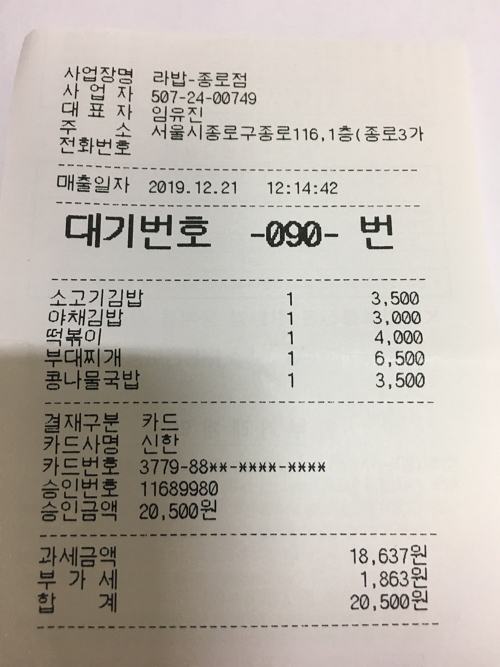 사업장명 라밥-종로점
사 업 자 507-24-00749
대 표 자 임유진
주 소 서울시종로구종로116,1층(종로3가
전화번호
매출일자 2019.12.21 12:14:42
대기번호 -090- 번
소고기김밥 1 3,500
야채김밥 1 3,000
떡볶이 1 4,000
부대찌개 1 6,500
콩나물국밥 1 3,500
결재구분 카드
카드사명 신한
카드번호 3779-88**-****-****
승인번호 11689980
승인금액 20,500원
과세금액 18,637원
부 가 세 1,863원
합 계 20,500원